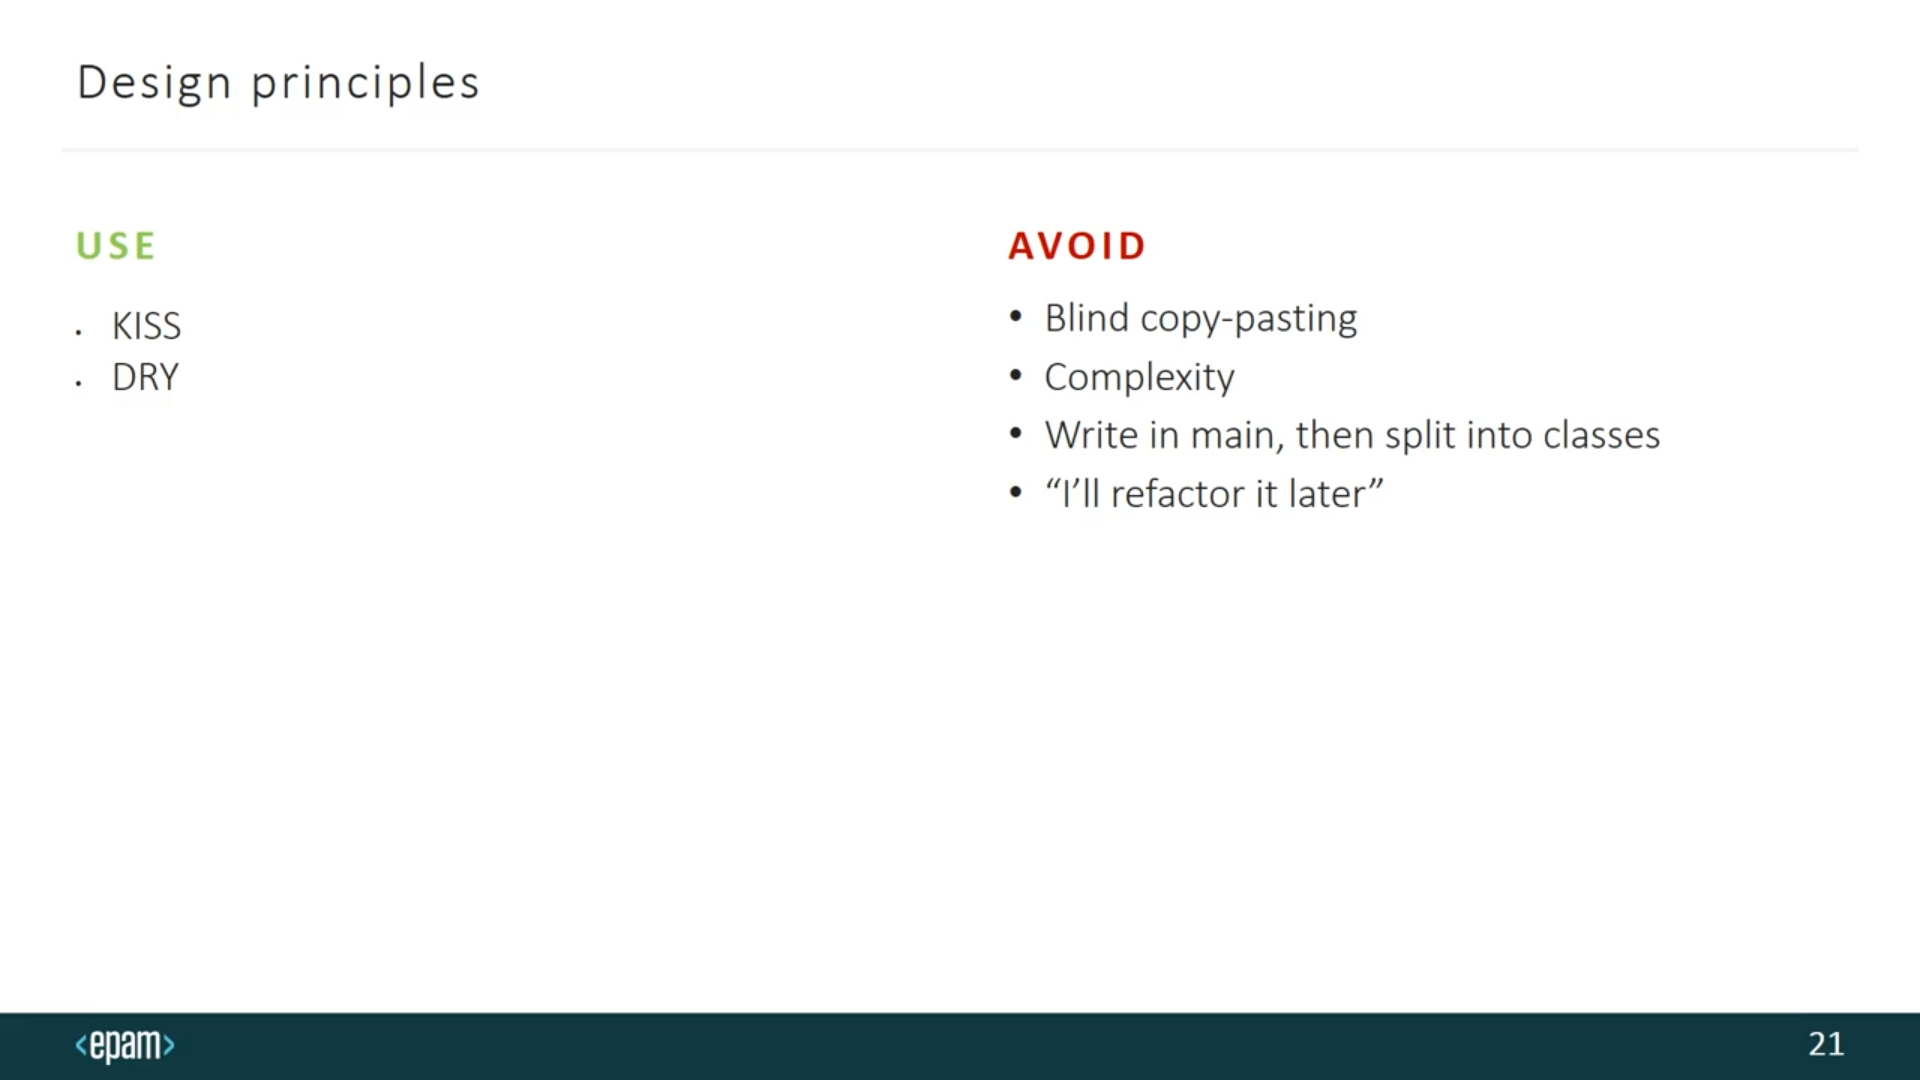 Design principles
USE
• KISS
• DRY
AVOID
• Blind copy-pasting
• Complexity
• Write in main, then split into classes
• “I’ll refactor it later”
<epam>
21